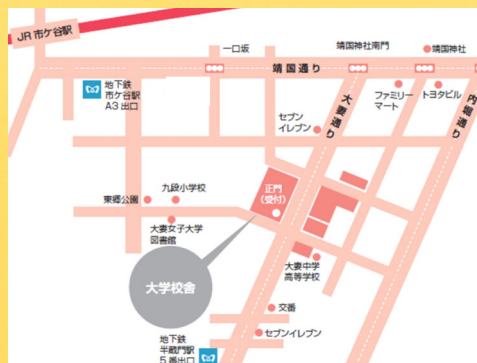 JR 市ケ谷駅
一口坂
靖国神社南門
靖国神社
靖国通り
地下鉄
市ケ谷駅
A3 出口
大妻通り
ファミリー
マート
トヨタビル
内堀通り
セブン
イレブン
正門
(受付)
九段小学校
東郷公園
大妻女子大学
図書館
大学校舎
大妻中学
高等学校
交番
セブンイレブン
地下鉄
半蔵門駅
5 番出口